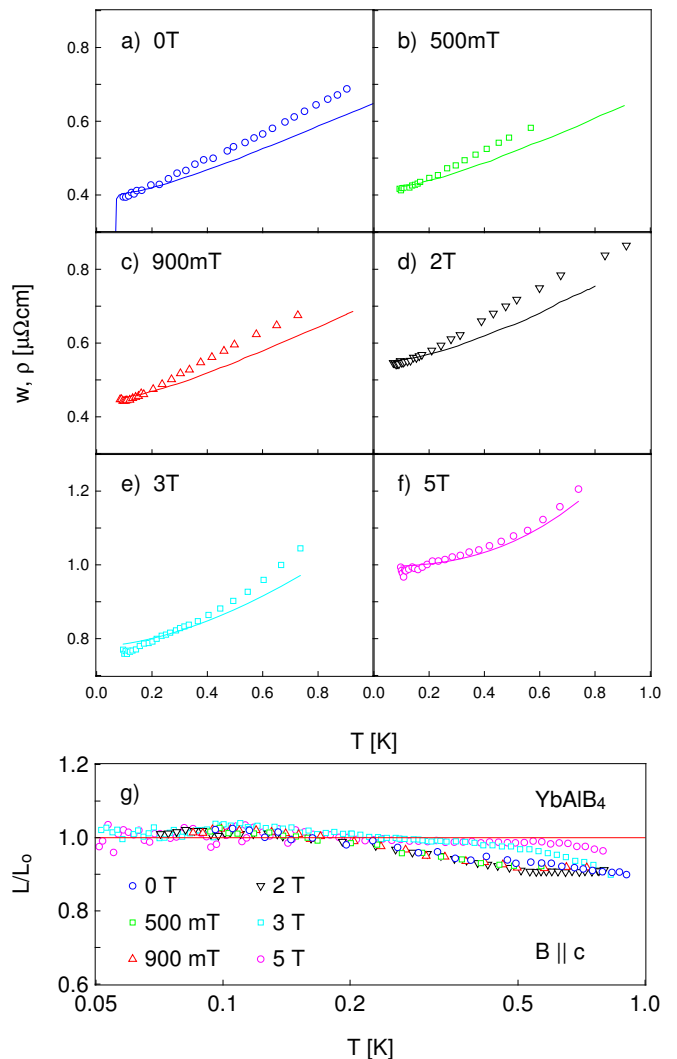 a) 0T
b) 500mT
0.8
0.6
0.4
c) 900mT
d) 2T
0.8
0.6
0.4
w, ρ [μΩcm]
e) 3T
f) 5T
1.2
1.0
0.8
0.0 0.2 0.4 0.6 0.8 0.0 0.2 0.4 0.6 0.8 1.0
T [K]
g)
YbAlB4
1.2
1.0
0.9
0.8
0.6
L/Lo
0 T
2 T
500 mT
3 T
900 mT
5 T
B || c
0.05 0.1 0.2 0.5 1.0
T [K]